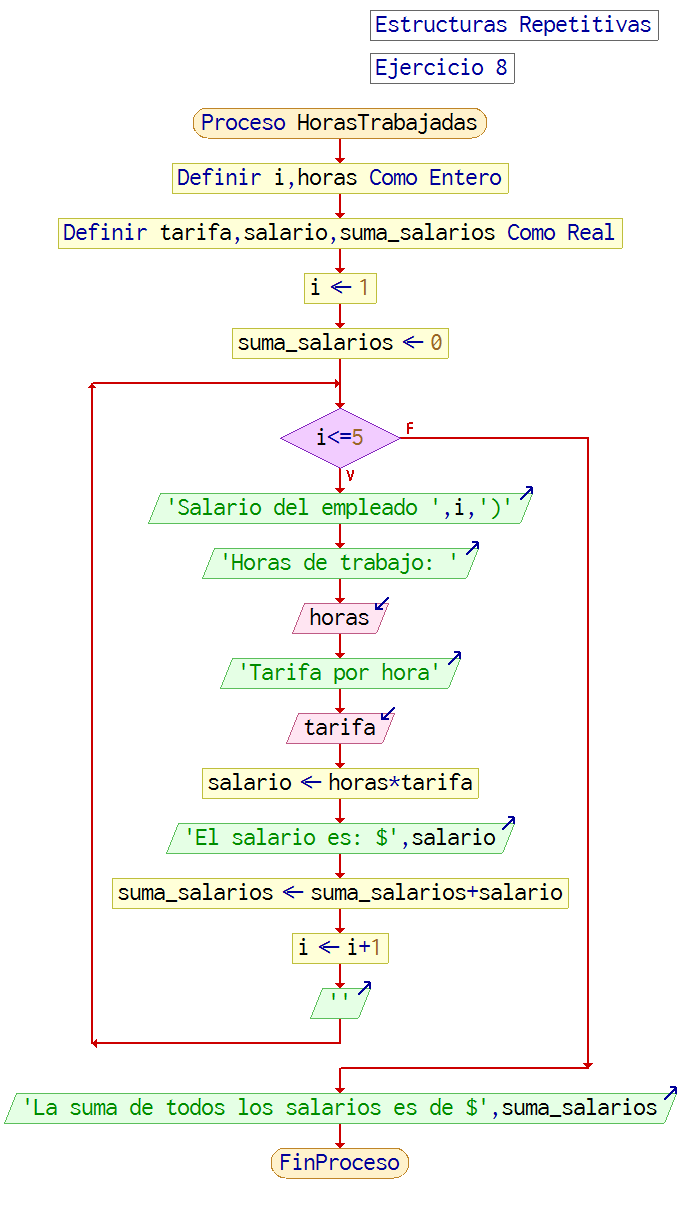 Estructuras Repetitivas
Ejercicio 8
Proceso HorasTrabajadas
Definir i,horas Como Entero
Definir tarifa,salario,suma_salarios Como Real
i ← 1
suma_salarios ← 0
i<=5
F
V
'Salario del empleado ',i,')'
'Horas de trabajo: '
horas
'Tarifa por hora'
tarifa
salario ← horas*tarifa
'El salario es: $',salario
suma_salarios ← suma_salarios+salario
i ← i+1
''
'La suma de todos los salarios es de $',suma_salarios
FinProceso